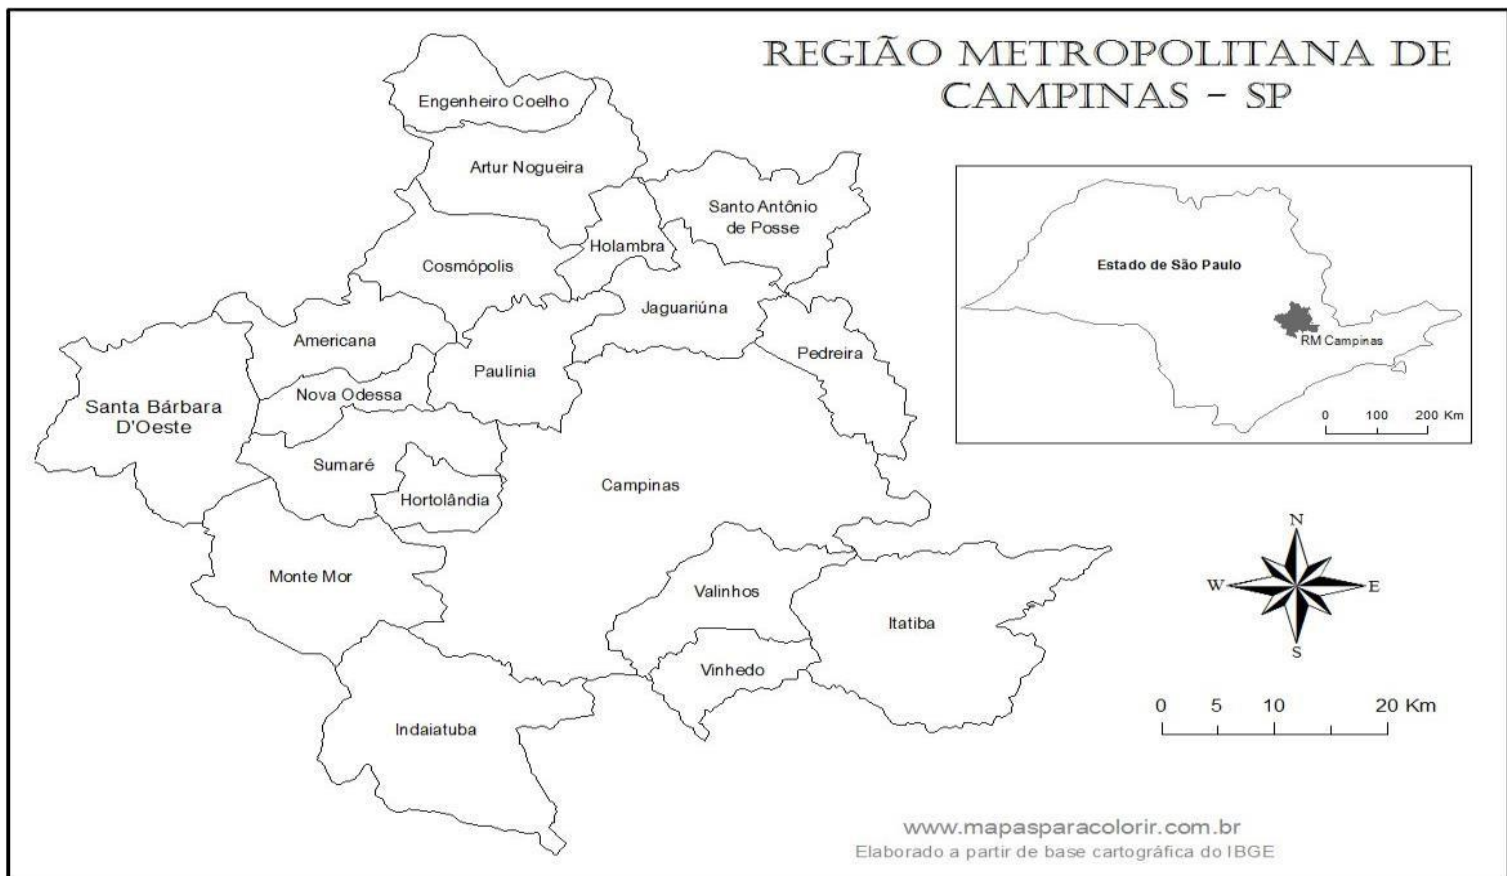 REGIÃO METROPOLITANA DE
CAMPINAS – SP
Engenheiro Coelho
Artur Nogueira
Santo Antônio
de Posse
Holambra
Cosmópolis
Jaguariúna
Americana
Pedreira
Paulínia
Nova Odessa
Santa Bárbara
D'Oeste
Sumaré
Campinas
Hortolândia
Monte Mor
Valinhos
Itatiba
Vinhedo
Indaiatuba
Estado de São Paulo
RM Campinas
0 100 200 Km
N
W E
S
0 5 10 20 Km
www.mapasparacolorir.com.br
Elaborado a partir de base cartográfica do IBGE